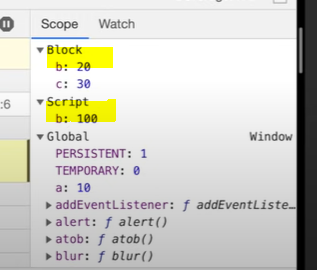 Scope
Watch
Block
b: 20
c: 30
:6
Script
b: 100
Global
Window
PERSISTENT: 1
TEMPORARY: 0
a: 10
addEventListener: ƒ addEventListe…
alert: ƒ alert()
atob: ƒ atob()
blur: ƒ blur()